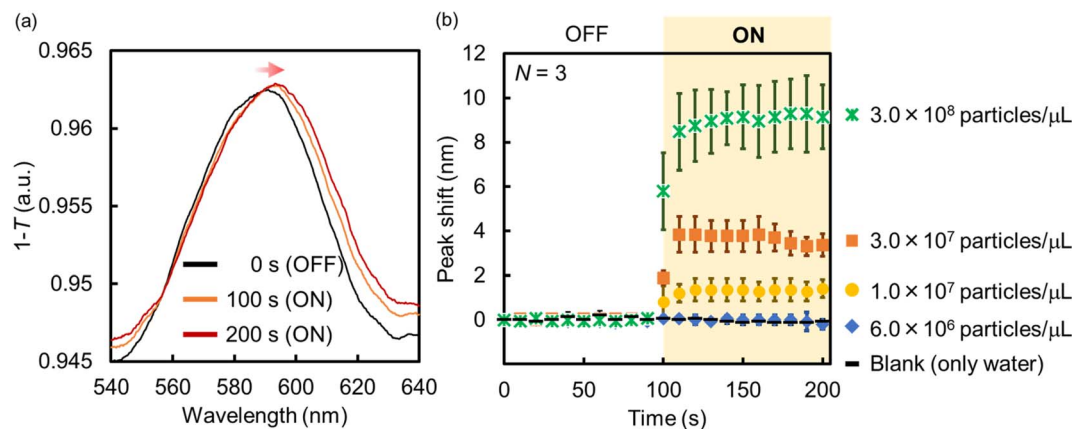 (a)
0.965
0.96
0.955
0.95
0.945
1-T (a.u.)
0 s (OFF)
100 s (ON)
200 s (ON)
540 560 580 600 620 640
Wavelength (nm)
(b)
OFF ON
N = 3
12
10
8
6
4
2
0
Peak shift (nm)
0 50 100 150 200
Time (s)
3.0 × 10⁸ particles/μL
3.0 × 10⁷ particles/μL
1.0 × 10⁷ particles/μL
6.0 × 10⁶ particles/μL
Blank (only water)